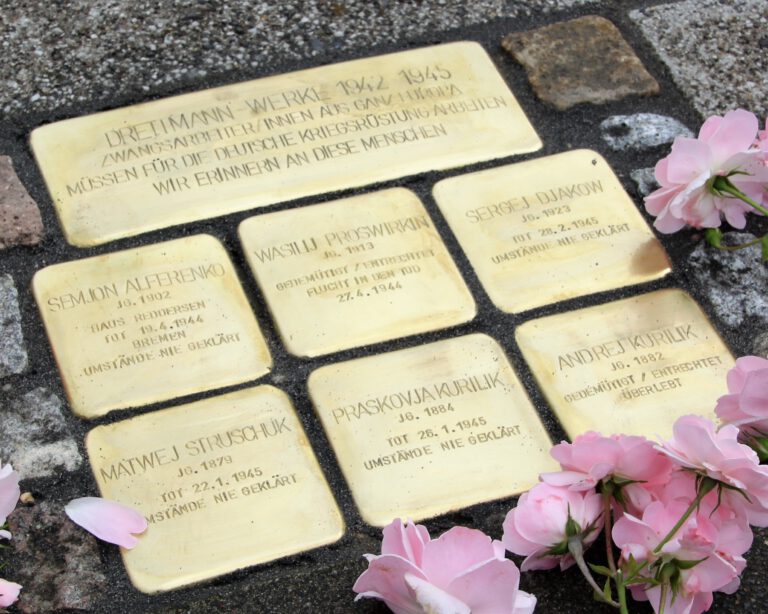 DRETTMANN WERKE 1942 1945
ZWANGSARBEITER/INNEN AUS GANZ EUROPA
MÜSSEN FÜR DIE DEUTSCHE KRIEGSRÜSTUNG ARBEITEN
WIR ERINNERN AN DIESE MENSCHEN
SEMJON ALFERENKO
JG. 1902
HAUS REDDERSEN
TOT 19.4.1944
BREMEN
UMSTÄNDE NIE GEKLÄRT
WASILIJ PROSWIRKIN
JG. 1913
GEDEMÜTIGT / ENTRECHTET
FLUCHT IN DEN TOD
27.4.1944
SERGEJ DJAKOW
JG. 1923
TOT 28.2.1945
UMSTÄNDE NIE GEKLÄRT
MATWEJ STRUSCHUK
JG. 1879
TOT 22.1.1945
UMSTÄNDE NIE GEKLÄRT
PRASKOVJA KURILIK
JG. 1884
TOT 26.1.1945
UMSTÄNDE NIE GEKLÄRT
ANDREJ KURILIK
JG. 1882
GEDEMÜTIGT / ENTRECHTET
ÜBERLEBT